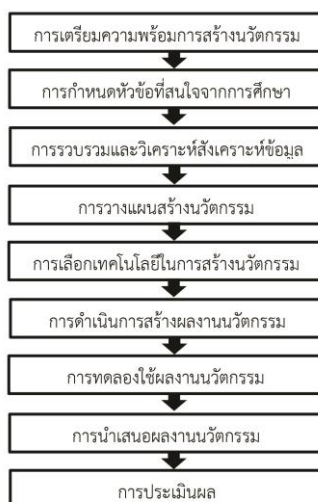 การเตรียมความพร้อมการสร้างนวัตกรรม
การกำหนดหัวข้อที่สนใจจากการศึกษา
การรวบรวมและวิเคราะห์สังเคราะห์ข้อมูล
การวางแผนสร้างนวัตกรรม
การเลือกเทคโนโลยีในการสร้างนวัตกรรม
การดำเนินการสร้างผลงานนวัตกรรม
การทดลองใช้ผลงานนวัตกรรม
การนำเสนอผลงานนวัตกรรม
การประเมินผล